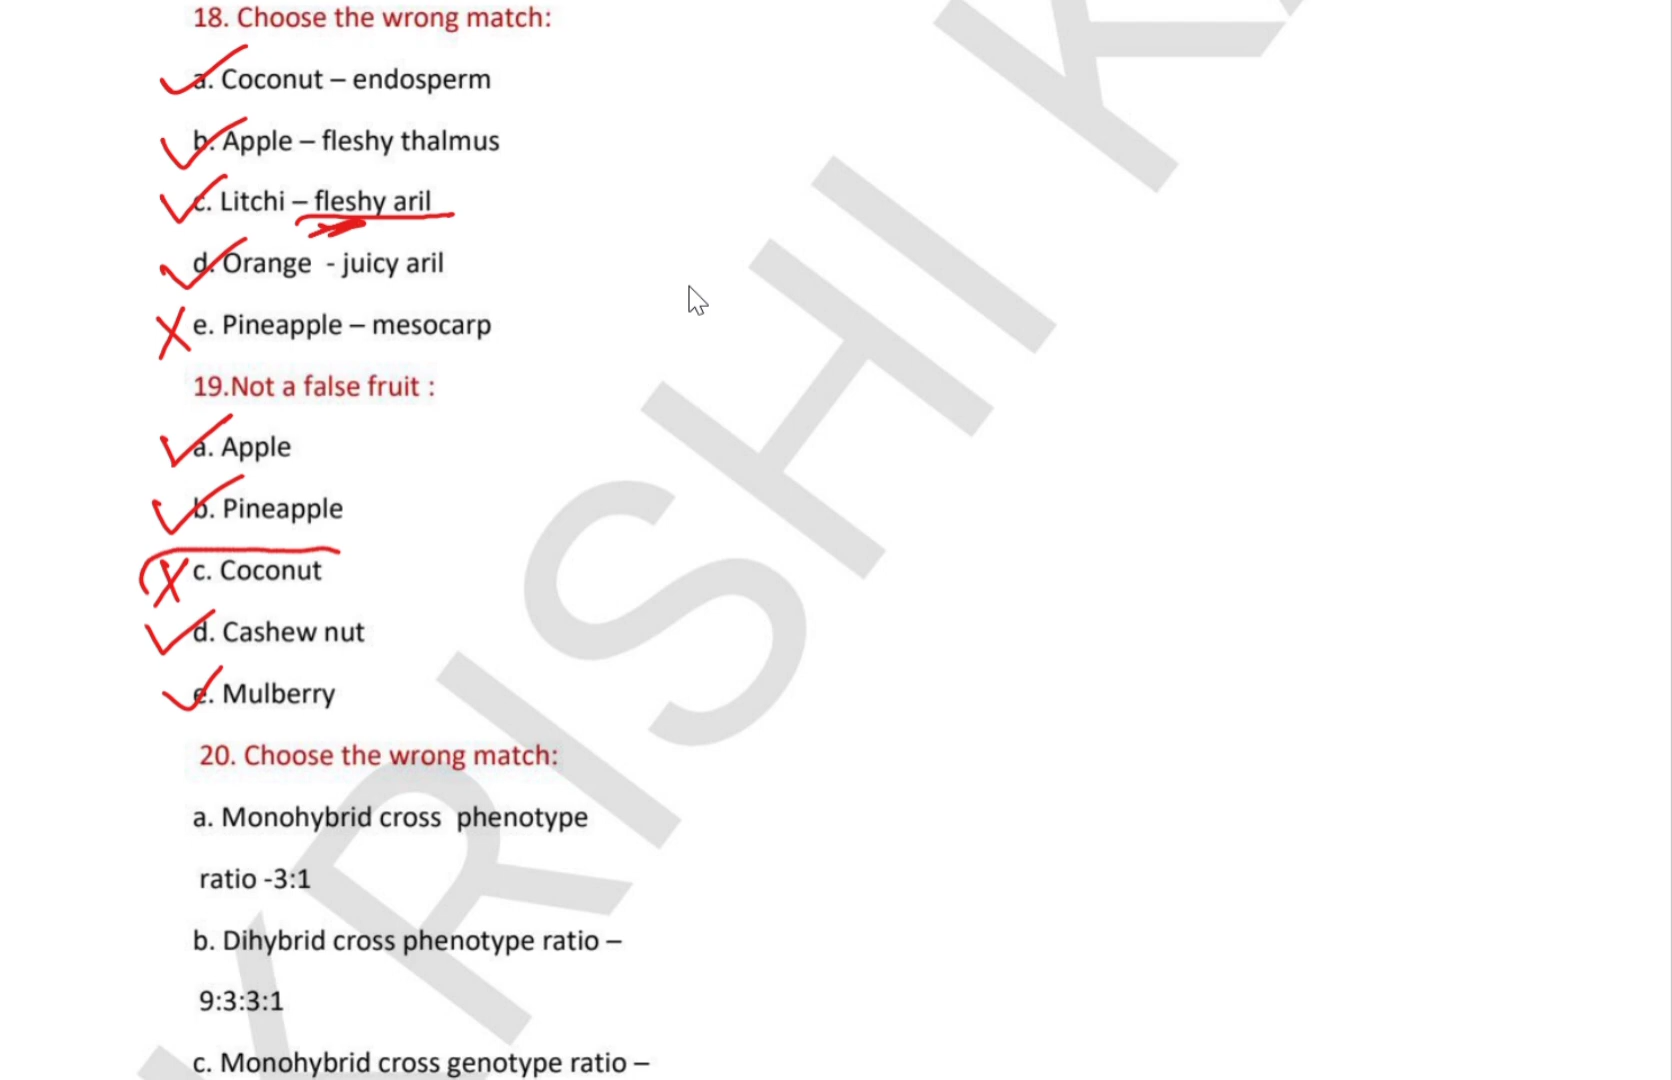 18. Choose the wrong match:
a. Coconut – endosperm
b. Apple – fleshy thalmus
c. Litchi – fleshy aril
d. Orange  - juicy aril
e. Pineapple – mesocarp
19.Not a false fruit :
a. Apple
b. Pineapple
c. Coconut
d. Cashew nut
e. Mulberry
20. Choose the wrong match:
a. Monohybrid cross  phenotype
ratio -3:1
b. Dihybrid cross phenotype ratio –
9:3:3:1
c. Monohybrid cross genotype ratio –
KRISHI